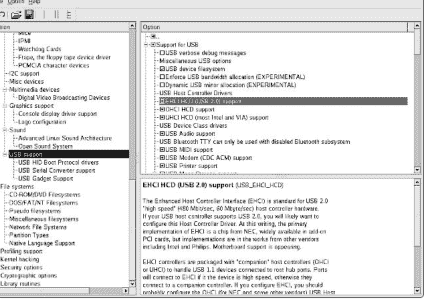 Option Help
Option
Mice
IPMI
Watchdog Cards
Ftape, the floppy tape device driver
PCMCIA character devices
I2C support
Misc devices
Multimedia devices
Digital Video Broadcasting Devices
Graphics support
Console display driver support
Logo configuration
Sound
Advanced Linux Sound Architecture
Open Sound System
USB support
USB HID Boot Protocol drivers
USB Serial Converter support
USB Gadget Support
File systems
CD-ROM/DVD Filesystems
DOS/FAT/NT Filesystems
Pseudo filesystems
Miscellaneous filesystems
Network File Systems
Partition Types
Native Language Support
Profiling support
Kernel hacking
Security options
Cryptographic options
Library routines
Support for USB
USB verbose debug messages
Miscellaneous USB options
USB device filesystem
Enforce USB bandwidth allocation (EXPERIMENTAL)
Dynamic USB minor allocation (EXPERIMENTAL)
USB Host Controller Drivers
EHCI HCD (USB 2.0) support
OHCI HCD support
UHCI HCD (most Intel and VIA) support
USB Device Class drivers
USB Audio support
USB Bluetooth TTY can only be used with disabled Bluetooth subsystem
USB MIDI support
USB Modem (CDC ACM) support
USB Printer support
EHCI HCD (USB 2.0) support (USB_EHCI_HCD)
The Enhanced Host Controller Interface (EHCI) is standard for USB 2.0
"high speed" (480 Mbit/sec, 60 Mbyte/sec) host controller hardware.
If your USB host controller supports USB 2.0, you will likely want to
configure this Host Controller Driver. At this writing, the primary
implementation of EHCI is a chip from NEC, widely available in add-on
PCI cards, but implementations are in the works from other vendors
including Intel and Philips. Motherboard support is appearing.
EHCI controllers are packaged with "companion" host controllers (OHCI
or UHCI) to handle USB 1.1 devices connected to root hub ports. Ports
will connect to EHCI if the device is high speed, otherwise they
connect to a companion controller. If you configure EHCI, you should
probably configure the OHCI (for NEC and some other vendors) USB Host